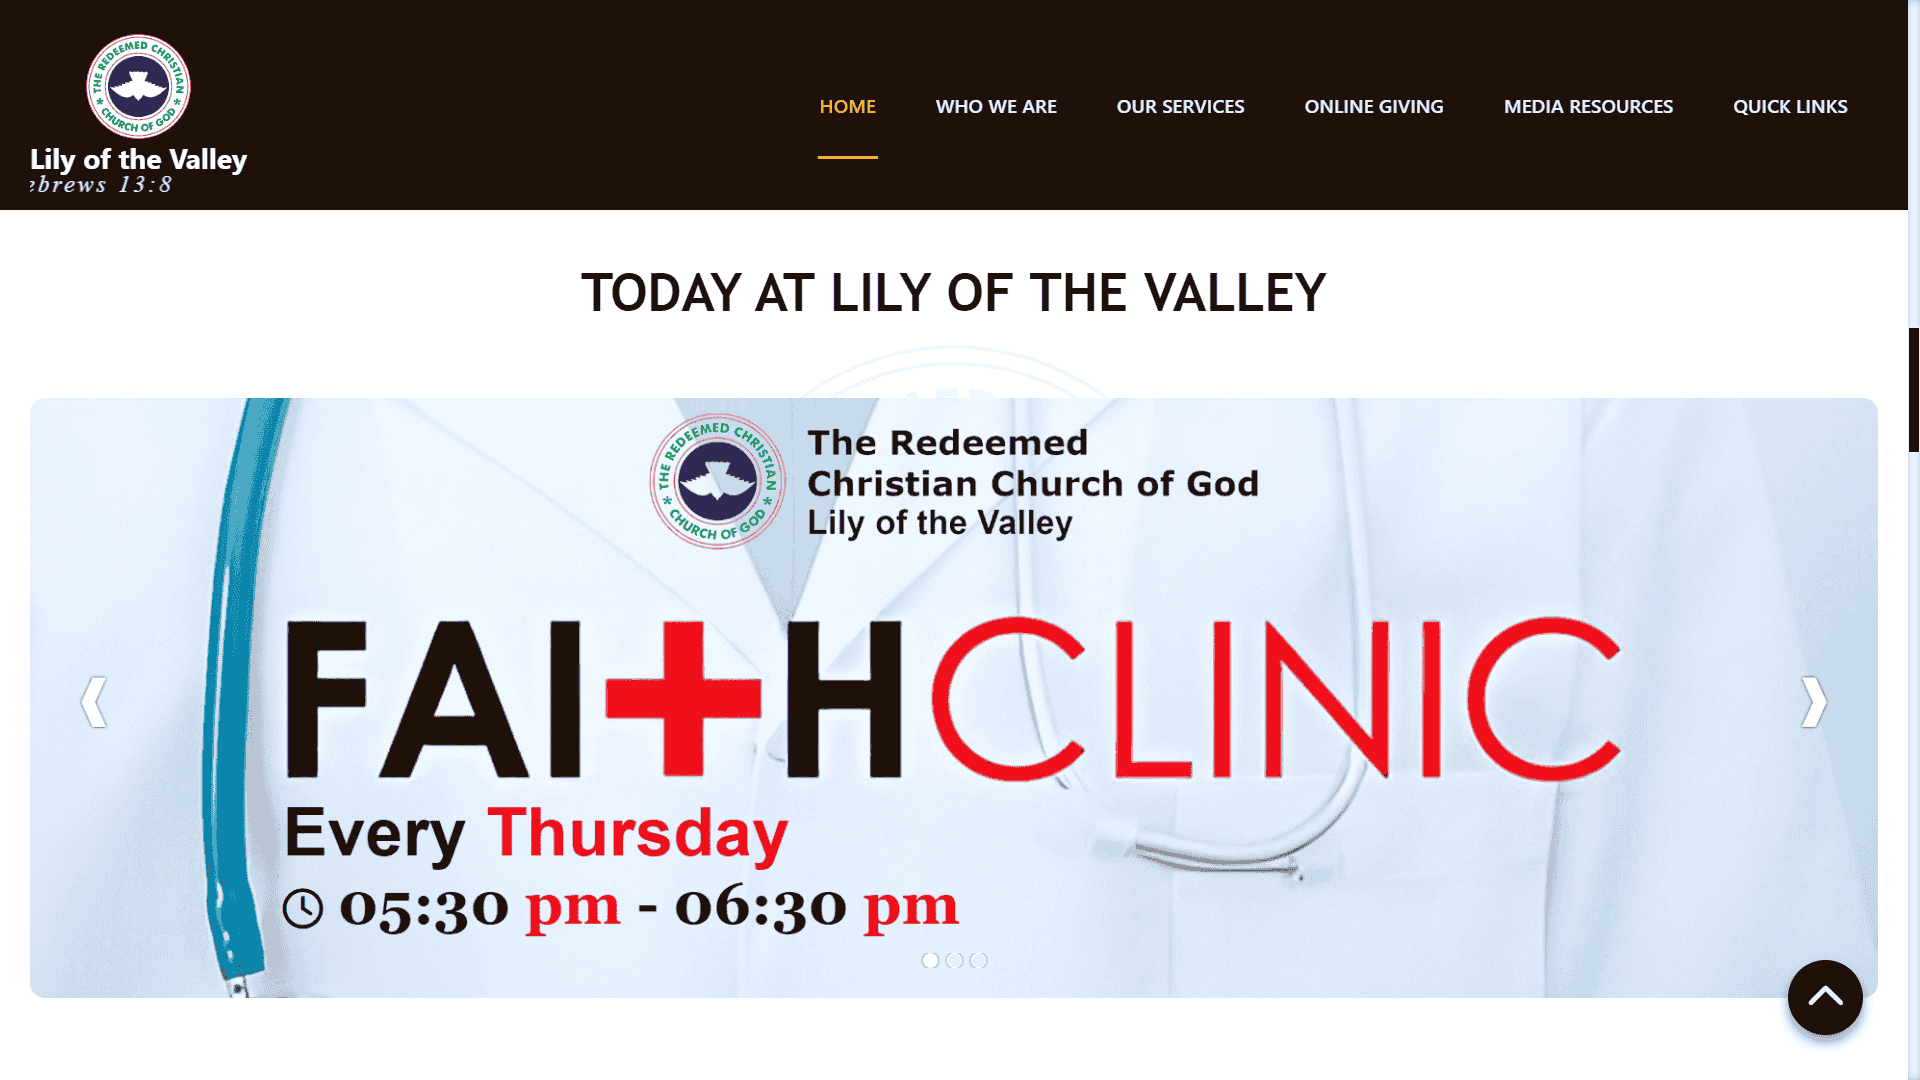 THE REDEEMED CHRISTIAN
CHURCH OF GOD
Lily of the Valley
ebrews 13:8
HOME
WHO WE ARE
OUR SERVICES
ONLINE GIVING
MEDIA RESOURCES
QUICK LINKS
TODAY AT LILY OF THE VALLEY
THE REDEEMED CHRISTIAN
CHURCH OF GOD
The Redeemed
Christian Church of God
Lily of the Valley
FAITHCLINIC
Every Thursday
05:30 pm - 06:30 pm